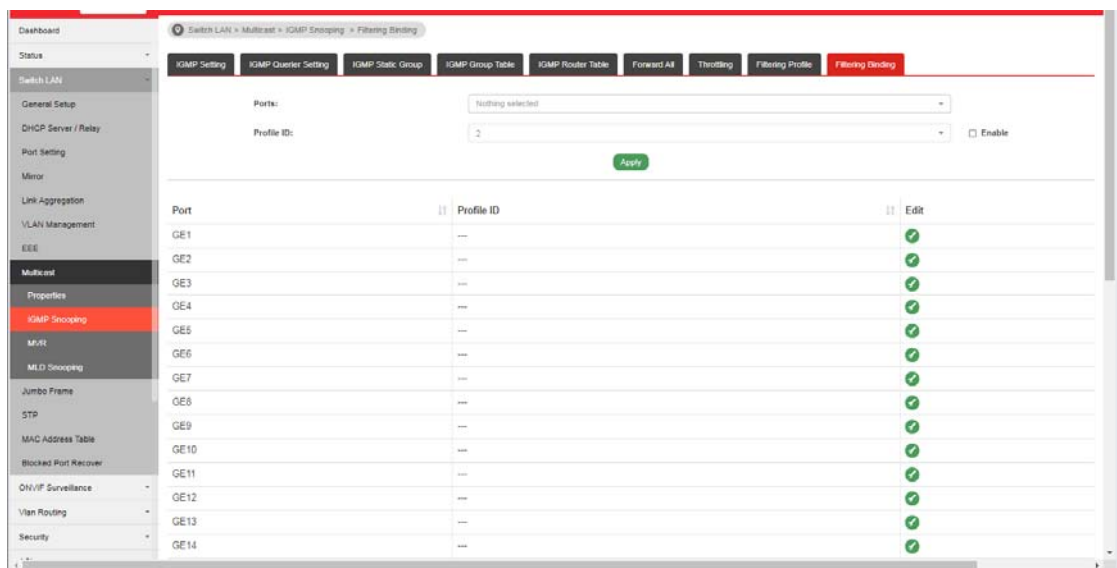 Dashboard
Switch LAN > Multicast > IGMP Snooping > Filtering Binding
Status
IGMP Setting IGMP Querier Setting IGMP Static Group IGMP Group Table IGMP Router Table Forward All Throttling Filtering Profile Filtering Binding
Switch LAN
General Setup
DHCP Server / Relay
Port Setting
Mirror
Link Aggregation
VLAN Management
EEE
Multicast
Properties
IGMP Snooping
MVR
MLD Snooping
Jumbo Frame
STP
MAC Address Table
Blocked Port Recover
ONVIF Surveillance
Vlan Routing
Security
Ports: Nothing selected
Profile ID: 2 Enable
Apply
Port Profile ID Edit
GE1 ---
GE2 ---
GE3 ---
GE4 ---
GE5 ---
GE6 ---
GE7 ---
GE8 ---
GE9 ---
GE10 ---
GE11 ---
GE12 ---
GE13 ---
GE14 ---